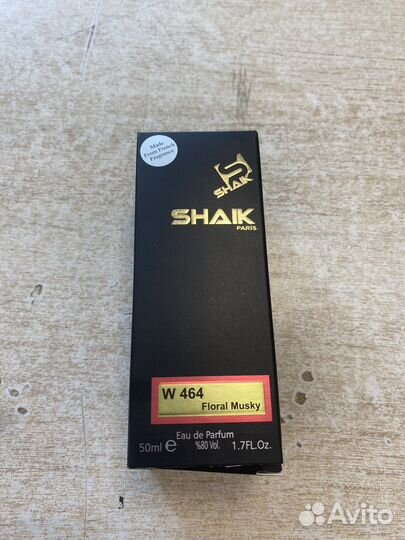 Made
From French
Fragrance
SHAIK
SHAIK
PARIS
W 464
Floral Musky
Eau de Parfum
50ml e %80 Vol. 1.7FL.Oz.
Avito